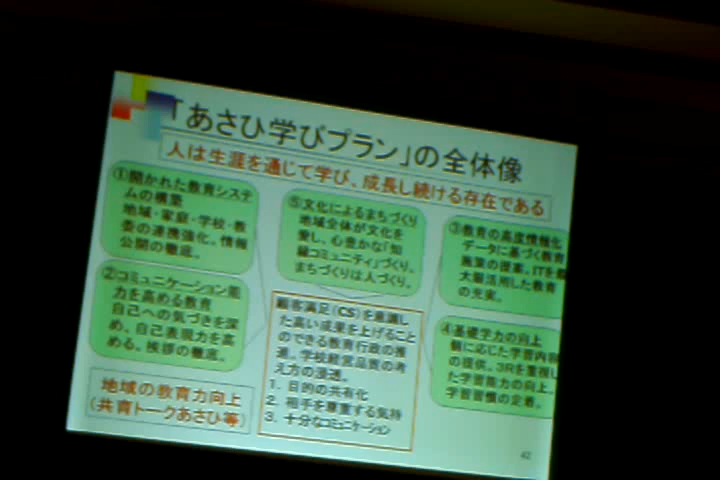 「あさひ学びプラン」の全体像
人は生涯を通じて学び、成長し続ける存在である
①開かれた教育システ
ムの構築
地域・家庭・学校・教
委の連携強化。情報
公開の徹底。
②コミュニケーション能
力を高める教育
自己への気づきを深
め、自己表現力を高
める。挨拶の徹底。
地域の教育力向上
(共育トークあさひ等)
⑤文化によるまちづくり
地域全体が文化を
愛し、心豊かな「知
縁コミュニティ」づくり。
まちづくりは人づくり。
顧客満足(CS)を意識し
た高い成果を上げること
のできる教育行政の推
進。学校経営品質の考
え方の浸透。
1. 目的の共有化
2. 相手を尊重する気持
3. 十分なコミュニケーション
③教育の高度情報化
データに基づく教育
施策の提案。ITを最
大限活用した教育
の充実。
④基礎学力の向上
個に応じた学習内容
の提供。3Rを重視し
た学習能力の向上。
学習習慣の定着。
42